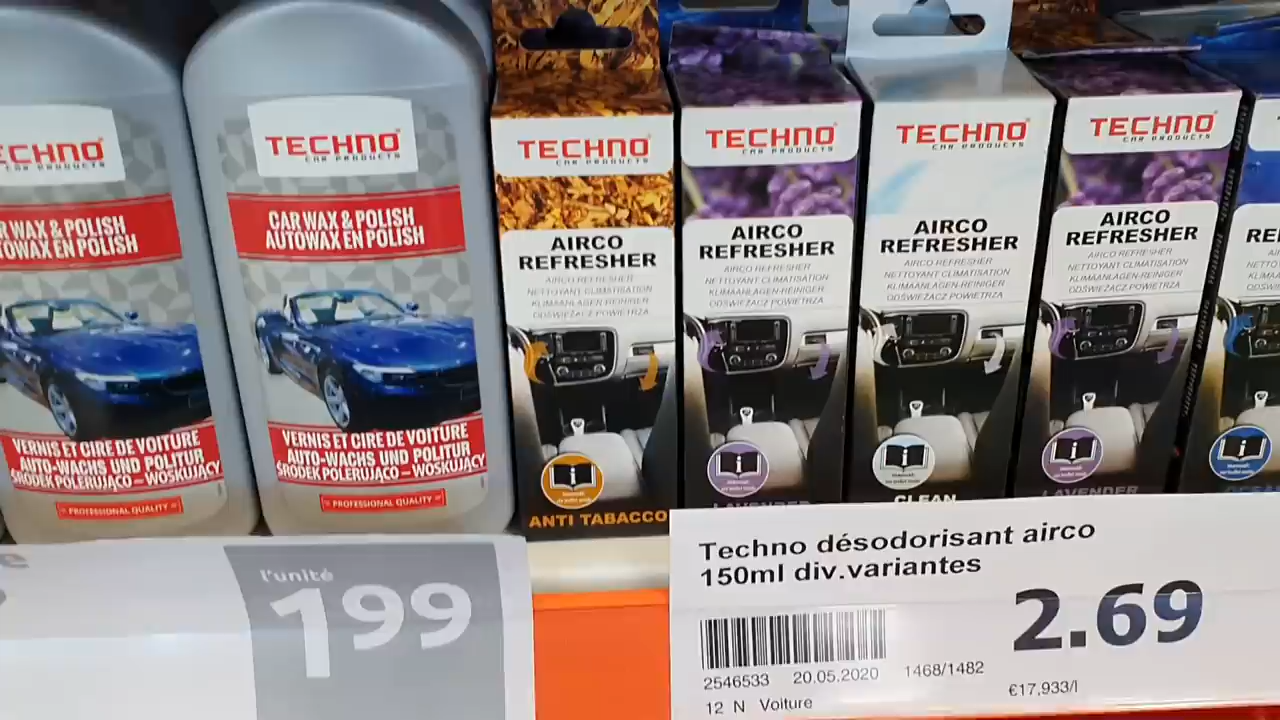 TECHNO
CAR WAX & POLISH
AUTOWAX EN POLISH
VERNIS ET CIRE DE VOITURE
AUTO-WACHS UND POLITUR
ŚRODEK POLERUJĄCO – WOSKUJĄCY
PROFESSIONAL QUALITY
TECHNO
CAR PRODUCTS
CAR WAX & POLISH
AUTOWAX EN POLISH
VERNIS ET CIRE DE VOITURE
AUTO-WACHS UND POLITUR
ŚRODEK POLERUJĄCO – WOSKUJĄCY
PROFESSIONAL QUALITY
TECHNO
CAR PRODUCTS
AIRCO
REFRESHER
AIRCO REFRESHER
NETTOYANT CLIMATISATION
KLIMAANLAGEN-REINIGER
ODŚWIEŻACZ POWIETRZA
ANTI TABACCO
TECHNO
CAR PRODUCTS
AIRCO
REFRESHER
AIRCO REFRESHER
NETTOYANT CLIMATISATION
KLIMAANLAGEN-REINIGER
ODŚWIEŻACZ POWIETRZA
LAVENDER
TECHNO
CAR PRODUCTS
AIRCO
REFRESHER
AIRCO REFRESHER
NETTOYANT CLIMATISATION
KLIMAANLAGEN-REINIGER
ODŚWIEŻACZ POWIETRZA
CLEAN
TECHNO
CAR PRODUCTS
AIRCO
REFRESHER
AIRCO REFRESHER
NETTOYANT CLIMATISATION
KLIMAANLAGEN-REINIGER
ODŚWIEŻACZ POWIETRZA
LAVENDER
l'unité
199
Techno désodorisant airco
150ml div.variantes
2.69
2546533 20.05.2020 1468/1482
€17,933/l
12 N Voiture